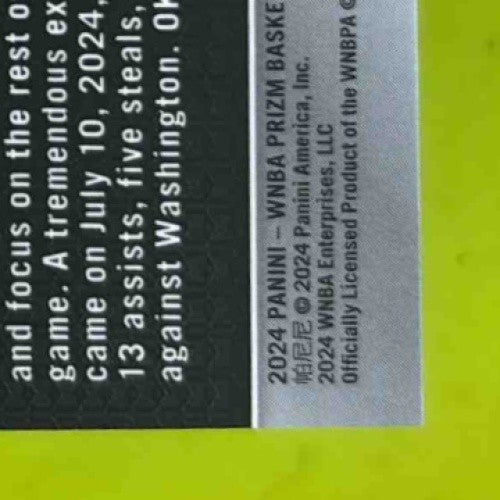 and focus on the rest o
game. A tremendous ex
came on July 10, 2024,
13 assists, five steals,
against Washington. Oh
2024 PANINI – WNBA PRIZM BASKE
帕尼尼 © 2024 Panini America, Inc.
2024 WNBA Enterprises, LLC
Officially Licensed Product of the WNBPA ©